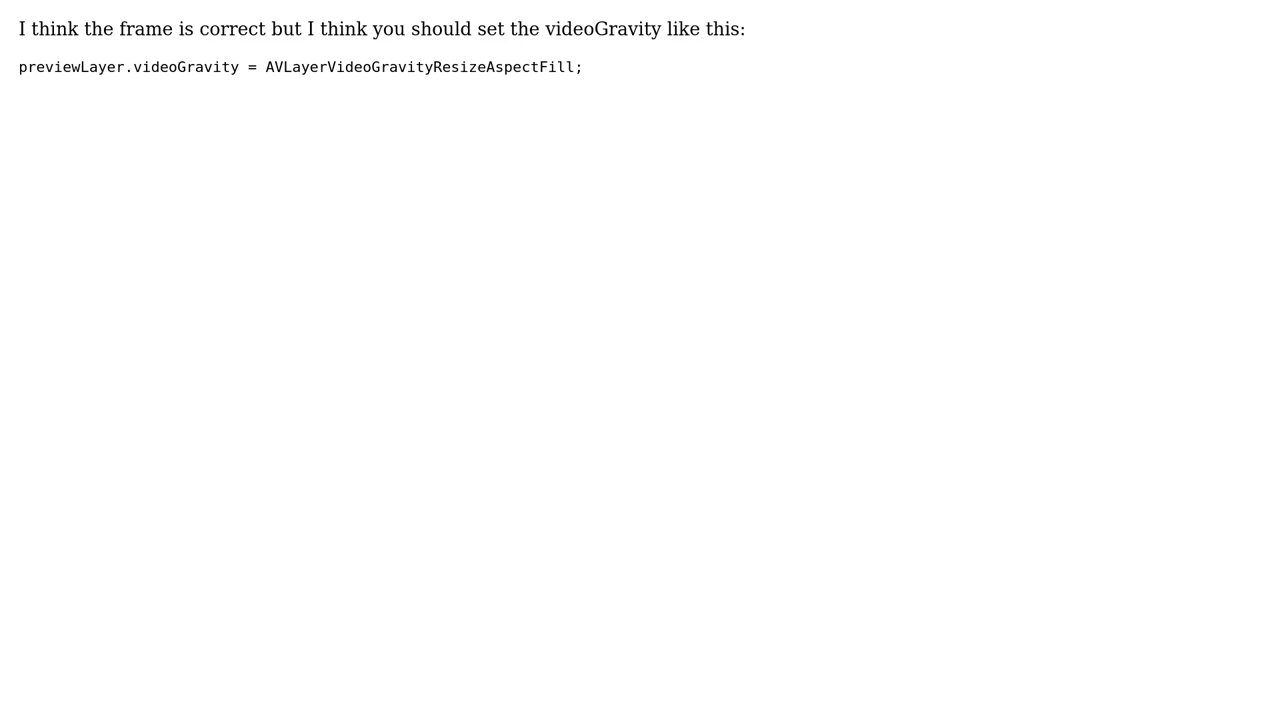 I think the frame is correct but I think you should set the videoGravity like this:
previewLayer.videoGravity = AVLayerVideoGravityResizeAspectFill;